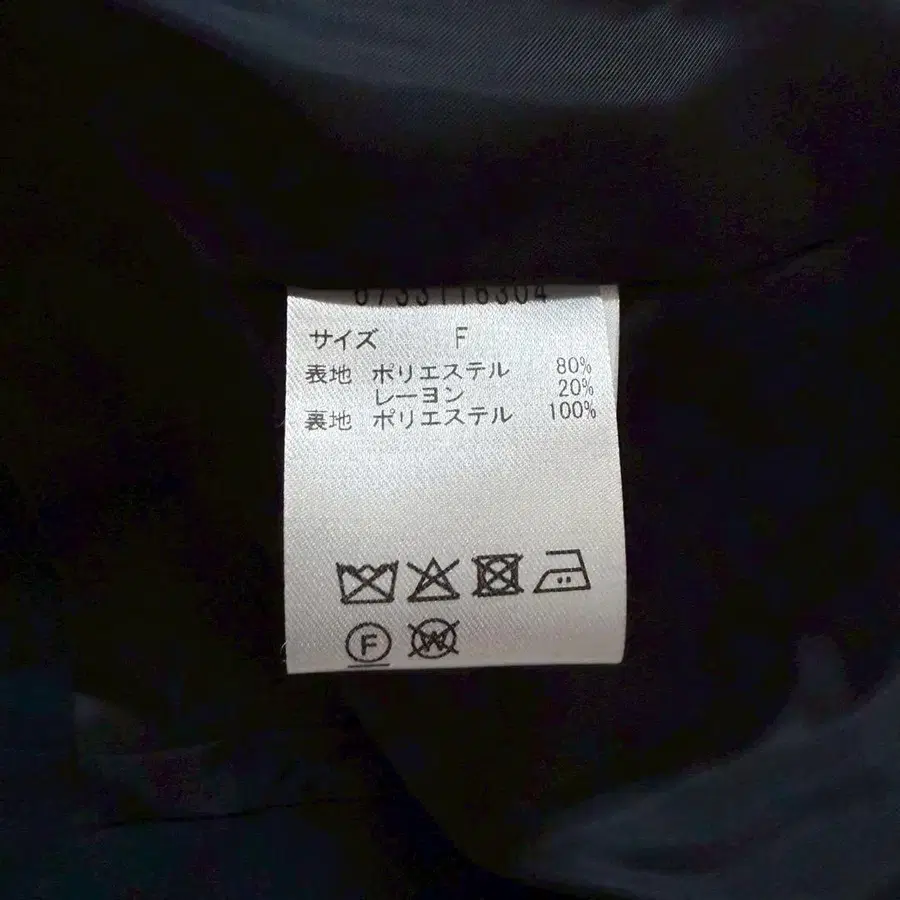 6733116304
サイズ F
表地 ポリエステル 80%
レーヨン 20%
裏地 ポリエステル 100%
F
W